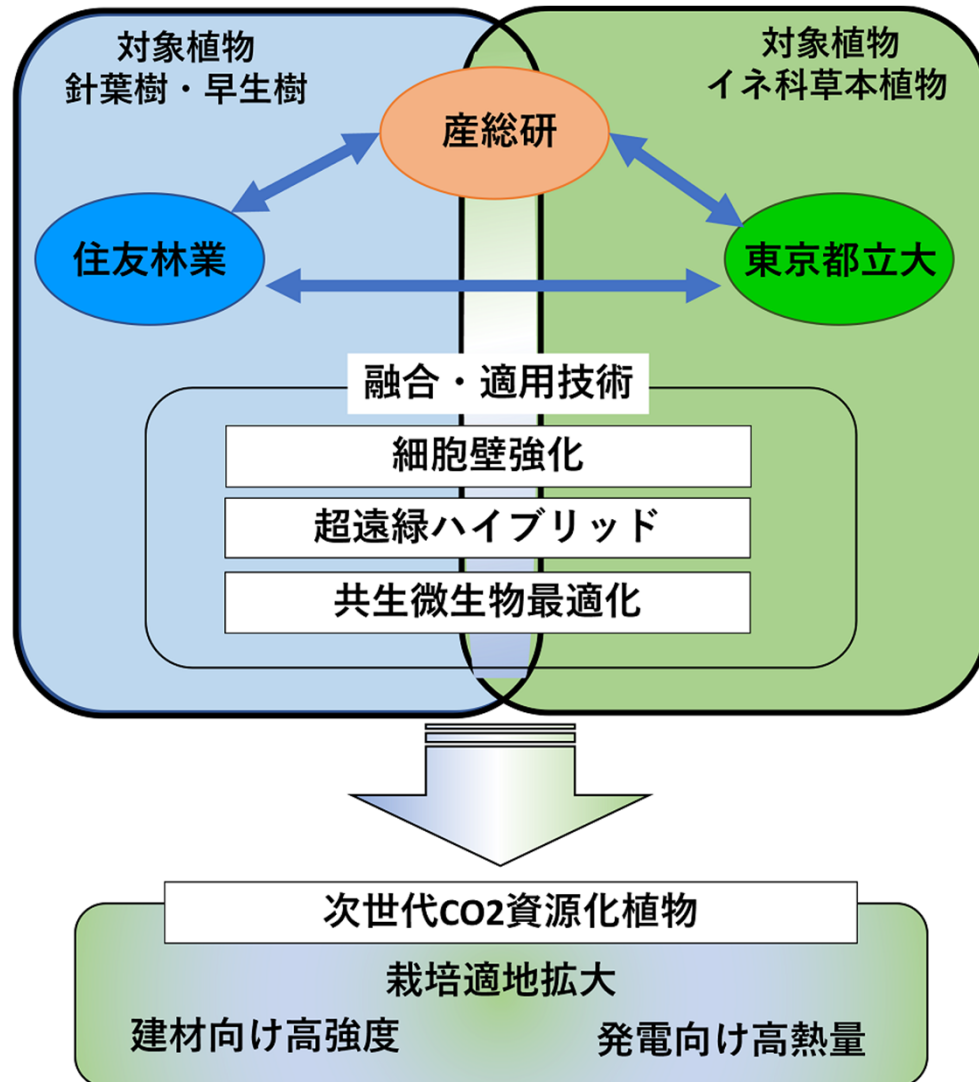 対象植物
針葉樹・早生樹
対象植物
イネ科草本植物
産総研
住友林業
東京都立大
融合・適用技術
細胞壁強化
超遠緑ハイブリッド
共生微生物最適化
次世代CO2資源化植物
栽培適地拡大
建材向け高強度
発電向け高熱量